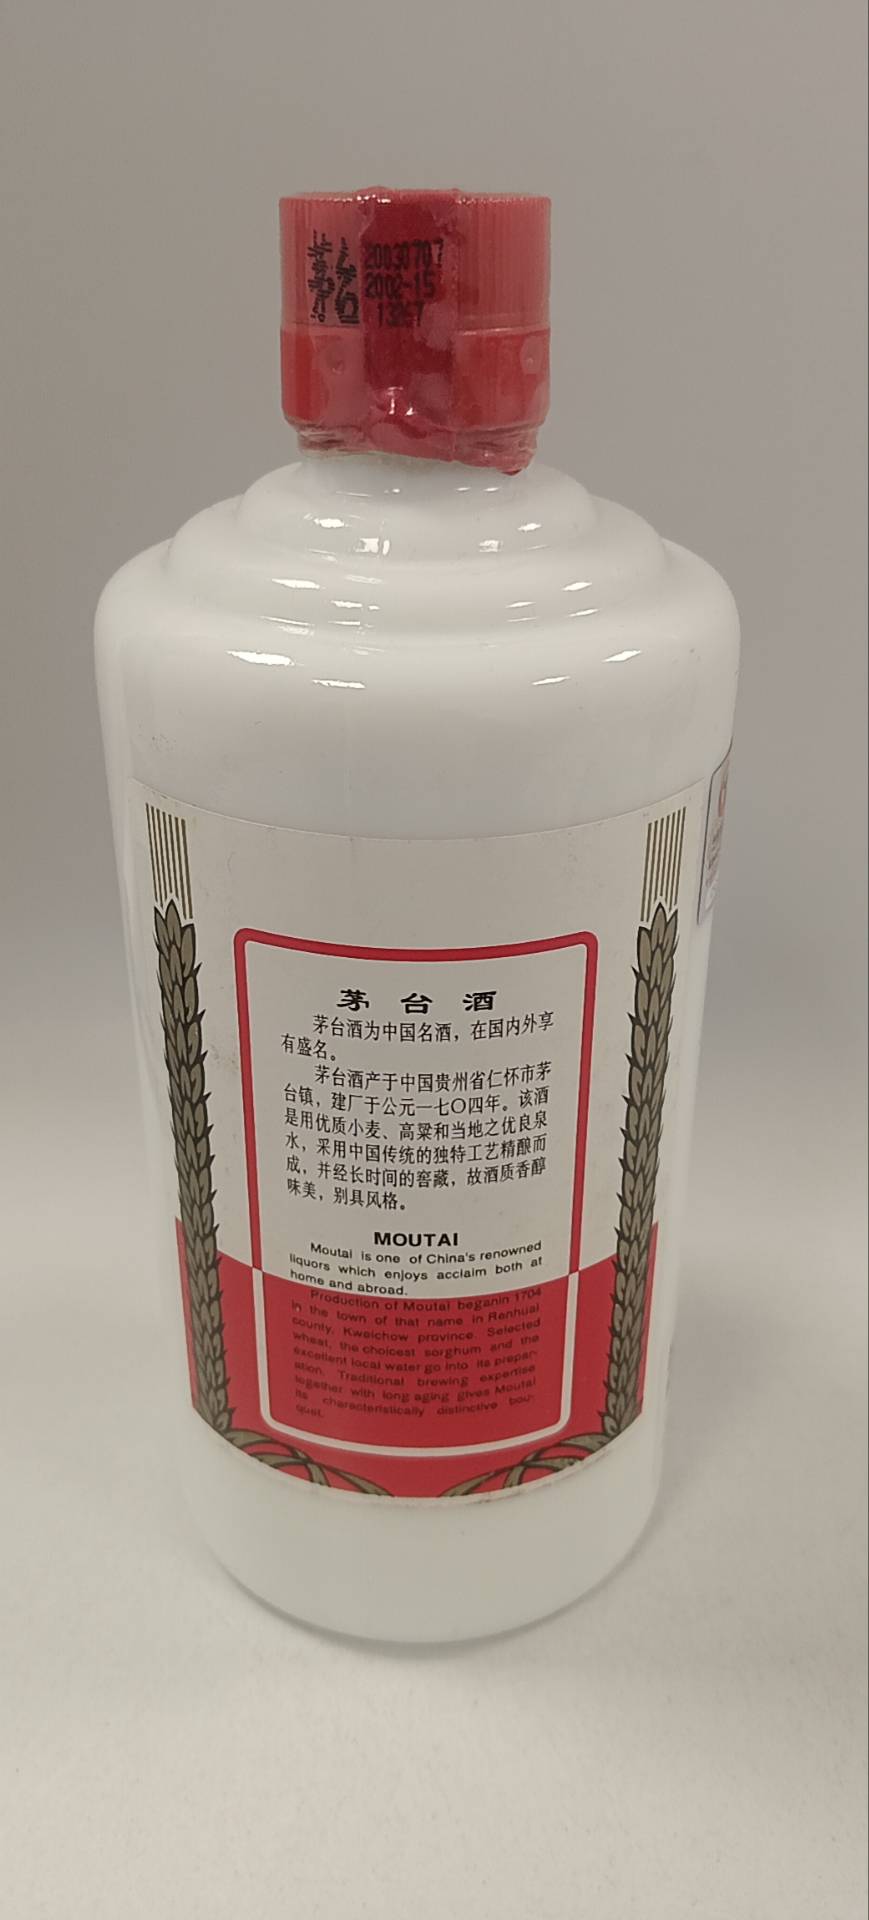 茅台
20030707
2002-15
茅台酒
茅台酒为中国名酒，在国内外享
有盛名。
茅台酒产于中国贵州省仁怀市茅
台镇，建厂于公元一七〇四年。该酒
是用优质小麦、高粱和当地之优良泉
水，采用中国传统的独特工艺精酿而
成，并经长时间的窖藏，故酒质香醇
味美，别具风格。
MOUTAI
Moutai is one of China's renowned
liquors which enjoys acclaim both at
home and abroad.
Production of Moutai beganin 1704
in the town of that name in Renhuai
county, Kweichow province. Selected
wheat, the choicest sorghum and the
excellent local water go into its prepar-
ation. Traditional brewing expertise
together with long aging gives Moutai
its characteristically distinctive bou-
quet.